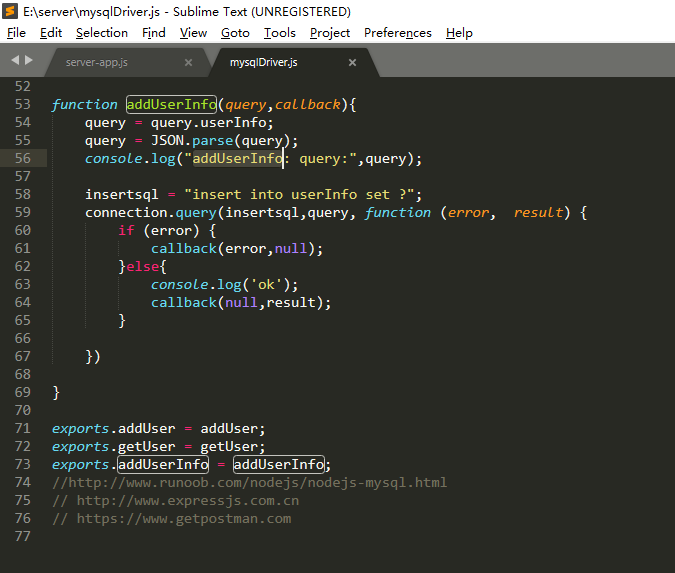 E:\server\mysqlDriver.js - Sublime Text (UNREGISTERED)
File Edit Selection Find View Goto Tools Project Preferences Help
server-app.js × mysqlDriver.js ×
52
53 function addUserInfo(query,callback){
54     query = query.userInfo;
55     query = JSON.parse(query);
56     console.log("addUserInfo: query:",query);
57
58     insertsql = "insert into userInfo set ?";
59     connection.query(insertsql,query, function (error,  result) {
60         if (error) {
61             callback(error,null);
62         }else{
63             console.log('ok');
64             callback(null,result);
65         }
66
67     })
68
69 }
70
71 exports.addUser = addUser;
72 exports.getUser = getUser;
73 exports.addUserInfo = addUserInfo;
74 //http://www.runoob.com/nodejs/nodejs-mysql.html
75 // http://www.expressjs.com.cn
76 // https://www.getpostman.com
77